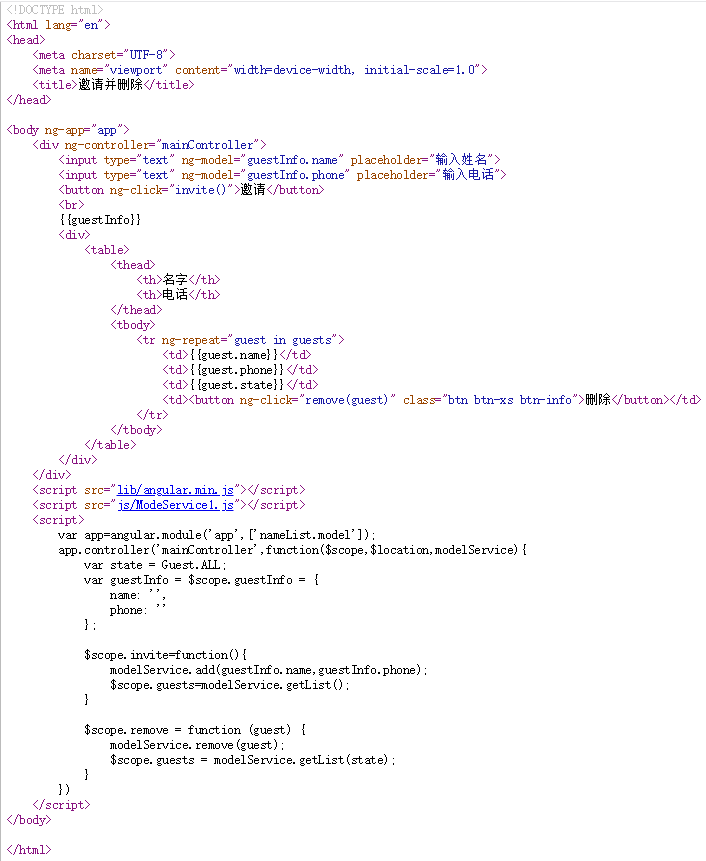 <!DOCTYPE html>
<html lang="en">
<head>
    <meta charset="UTF-8">
    <meta name="viewport" content="width=device-width, initial-scale=1.0">
    <title>邀请并删除</title>
</head>

<body ng-app="app">
    <div ng-controller="mainController">
        <input type="text" ng-model="guestInfo.name" placeholder="输入姓名">
        <input type="text" ng-model="guestInfo.phone" placeholder="输入电话">
        <button ng-click="invite()">邀请</button>
        <br>
        {{guestInfo}}
        <div>
            <table>
                <thead>
                    <th>名字</th>
                    <th>电话</th>
                </thead>
                <tbody>
                    <tr ng-repeat="guest in guests">
                        <td>{{guest.name}}</td>
                        <td>{{guest.phone}}</td>
                        <td>{{guest.state}}</td>
                        <td><button ng-click="remove(guest)" class="btn btn-xs btn-info">删除</button></td>
                    </tr>
                </tbody>
            </table>
        </div>
    </div>
    <script src="lib/angular.min.js"></script>
    <script src="js/ModeService1.js"></script>
    <script>
        var app=angular.module('app',['nameList.model']);
        app.controller('mainController',function($scope,$location,modelService){
            var state = Guest.ALL;
            var guestInfo = $scope.guestInfo = {
                name: '',
                phone: ''
            };

            $scope.invite=function(){
                modelService.add(guestInfo.name,guestInfo.phone);
                $scope.guests=modelService.getList();
            }

            $scope.remove = function (guest) {
                modelService.remove(guest);
                $scope.guests = modelService.getList(state);
            }
        })
    </script>
</body>

</html>